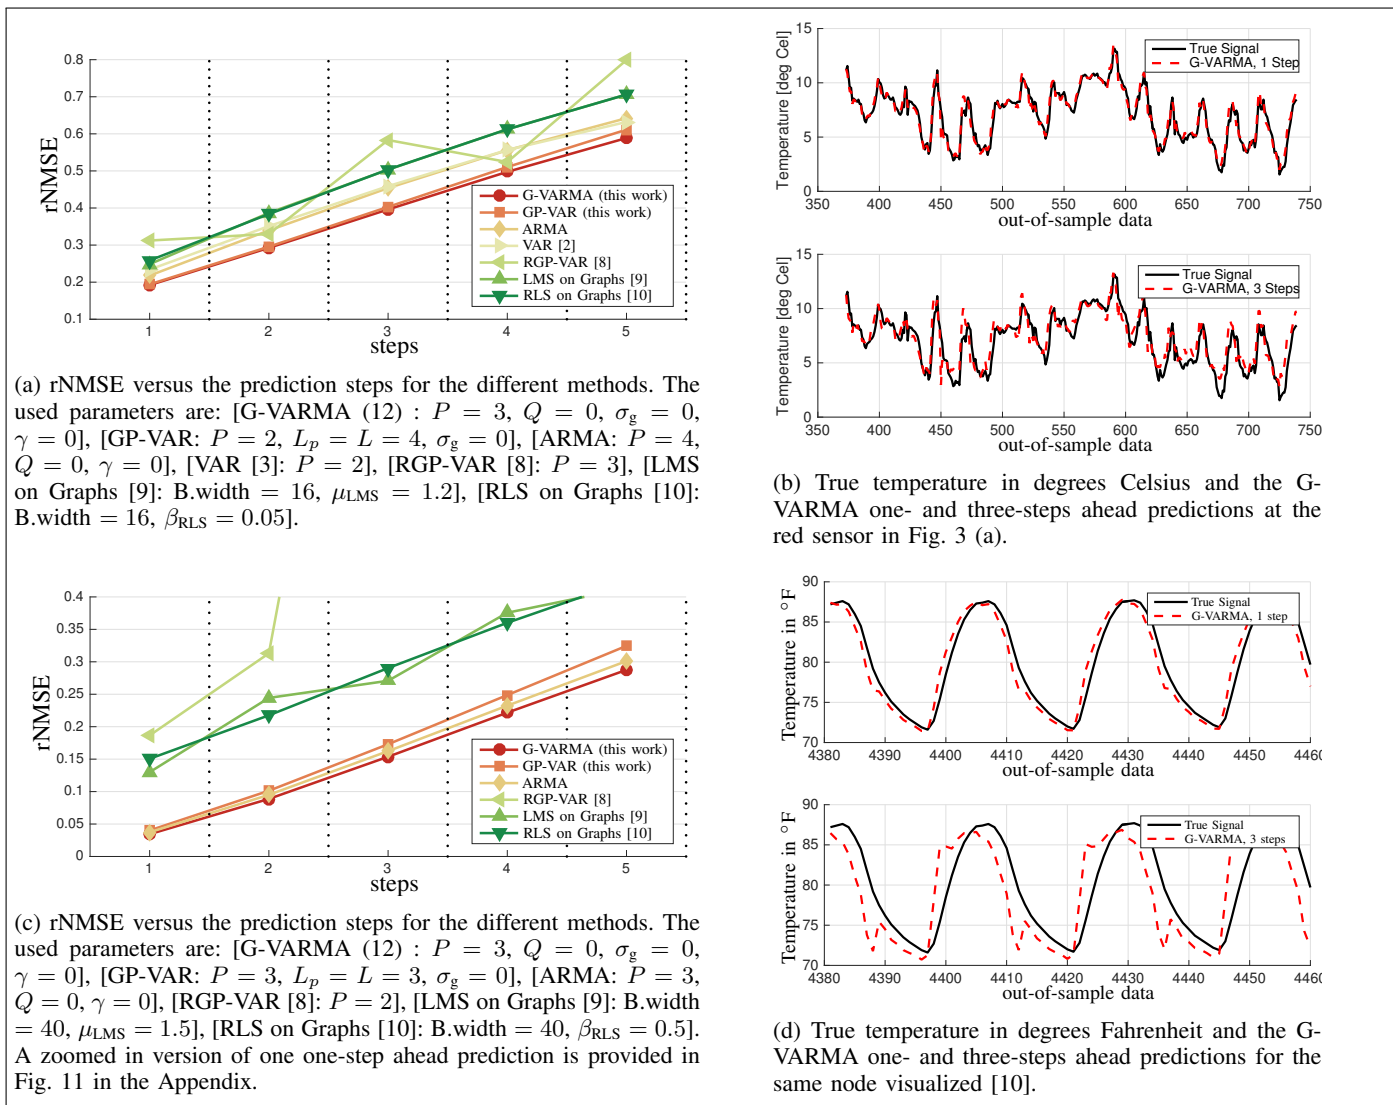 0.8
0.7
0.6
0.5
0.4
0.3
0.2
0.1
rNMSE
1
2
3
4
5
steps
G-VARMA (this work)
GP-VAR (this work)
ARMA
VAR [2]
RGP-VAR [8]
LMS on Graphs [9]
RLS on Graphs [10]
(a) rNMSE versus the prediction steps for the different methods. The
used parameters are: [G-VARMA (12) : P = 3, Q = 0, σg = 0,
γ = 0], [GP-VAR: P = 2, Lp = L = 4, σg = 0], [ARMA: P = 4,
Q = 0, γ = 0], [VAR [3]: P = 2], [RGP-VAR [8]: P = 3], [LMS
on Graphs [9]: B.width = 16, μLMS = 1.2], [RLS on Graphs [10]:
B.width = 16, βRLS = 0.05].
15
10
5
0
Temperature [deg Cel]
True Signal
G-VARMA, 1 Step
350
400
450
500
550
600
650
700
750
out-of-sample data
15
10
5
0
Temperature [deg Cel]
True Signal
G-VARMA, 3 Steps
350
400
450
500
550
600
650
700
750
out-of-sample data
(b) True temperature in degrees Celsius and the G-
VARMA one- and three-steps ahead predictions at the
red sensor in Fig. 3 (a).
0.4
0.35
0.3
0.25
0.2
0.15
0.1
0.05
0
rNMSE
1
2
3
4
5
steps
G-VARMA (this work)
GP-VAR (this work)
ARMA
RGP-VAR [8]
LMS on Graphs [9]
RLS on Graphs [10]
(c) rNMSE versus the prediction steps for the different methods. The
used parameters are: [G-VARMA (12) : P = 3, Q = 0, σg = 0,
γ = 0], [GP-VAR: P = 3, Lp = L = 3, σg = 0], [ARMA: P = 3,
Q = 0, γ = 0], [RGP-VAR [8]: P = 2], [LMS on Graphs [9]: B.width
= 40, μLMS = 1.5], [RLS on Graphs [10]: B.width = 40, βRLS = 0.5].
A zoomed in version of one one-step ahead prediction is provided in
Fig. 11 in the Appendix.
90
85
80
75
70
Temperature in °F
True Signal
G-VARMA, 1 step
4380
4390
4400
4410
4420
4430
4440
4450
4460
out-of-sample data
90
85
80
75
70
Temperature in °F
True Signal
G-VARMA, 3 steps
4380
4390
4400
4410
4420
4430
4440
4450
4460
out-of-sample data
(d) True temperature in degrees Fahrenheit and the G-
VARMA one- and three-steps ahead predictions for the
same node visualized [10].